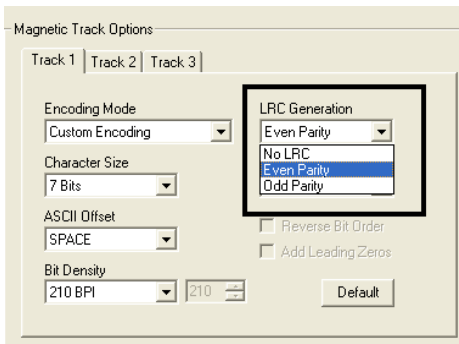 Magnetic Track Options
Track 1 Track 2 Track 3
Encoding Mode
Custom Encoding
Character Size
7 Bits
ASCII Offset
SPACE
Bit Density
210 BPI 210
LRC Generation
Even Parity
No LRC
Even Parity
Odd Parity
Reverse Bit Order
Add Leading Zeros
Default